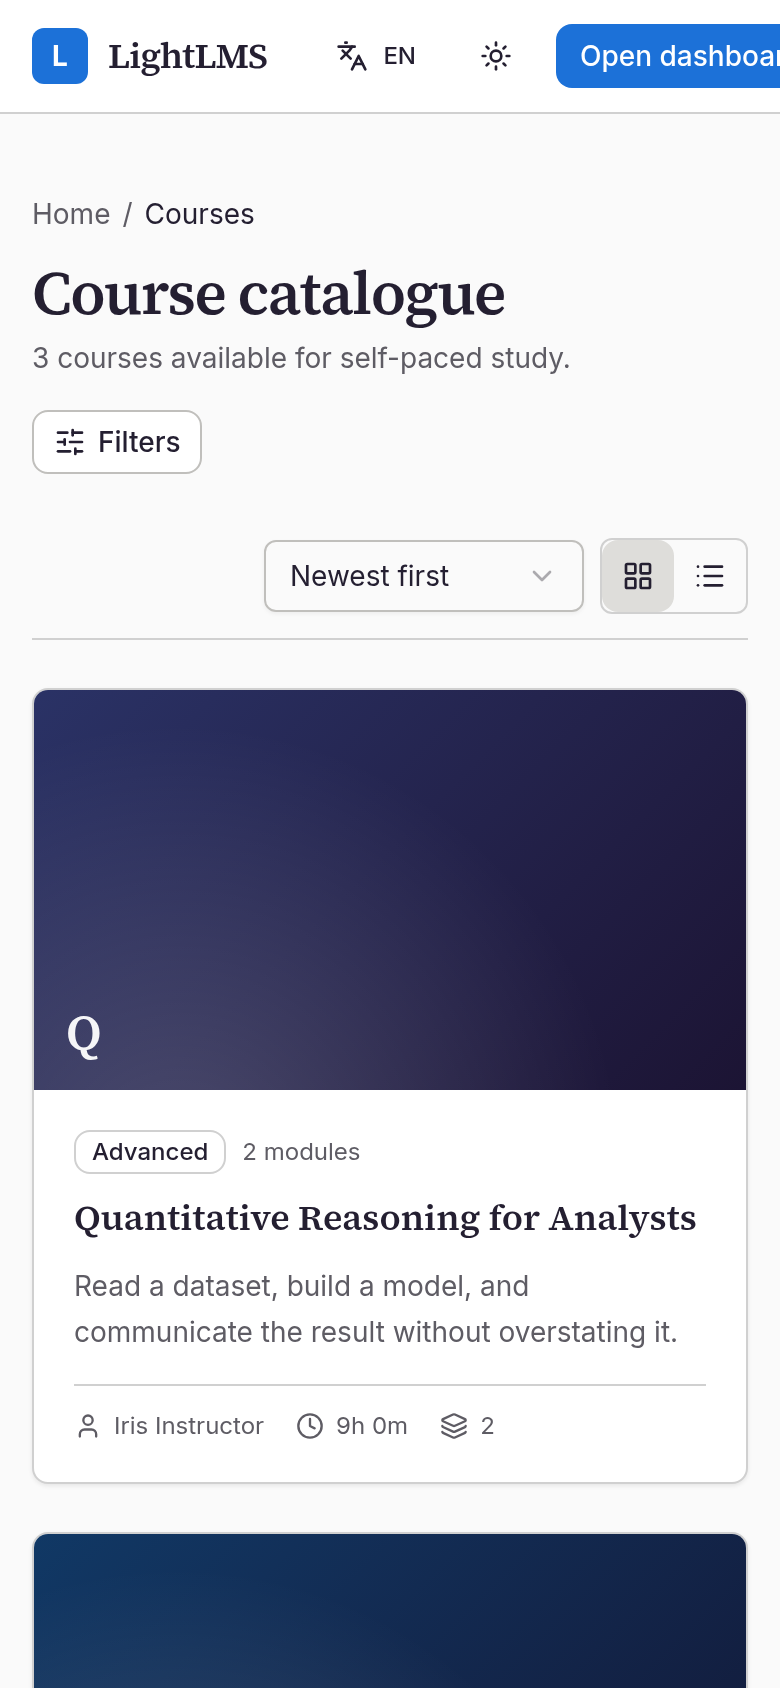 L LightLMS EN Open dashboar
Home / Courses
Course catalogue
3 courses available for self-paced study.
Filters
Newest first
Q
Advanced 2 modules
Quantitative Reasoning for Analysts
Read a dataset, build a model, and
communicate the result without overstating it.
Iris Instructor 9h 0m 2